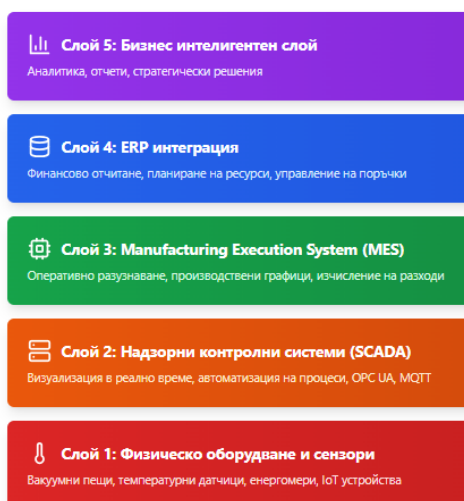 Слой 5: Бизнес интелигентен слой
Аналитика, отчети, стратегически решения
Слой 4: ERP интеграция
Финансово отчитане, планиране на ресурси, управление на поръчки
Слой 3: Manufacturing Execution System (MES)
Оперативно разузнаване, производствени графици, изчисление на разходи
Слой 2: Надзорни контролни системи (SCADA)
Визуализация в реално време, автоматизация на процеси, OPC UA, MQTT
Слой 1: Физическо оборудване и сензори
Вакуумни пещи, температурни датчици, енергомери, IoT устройства